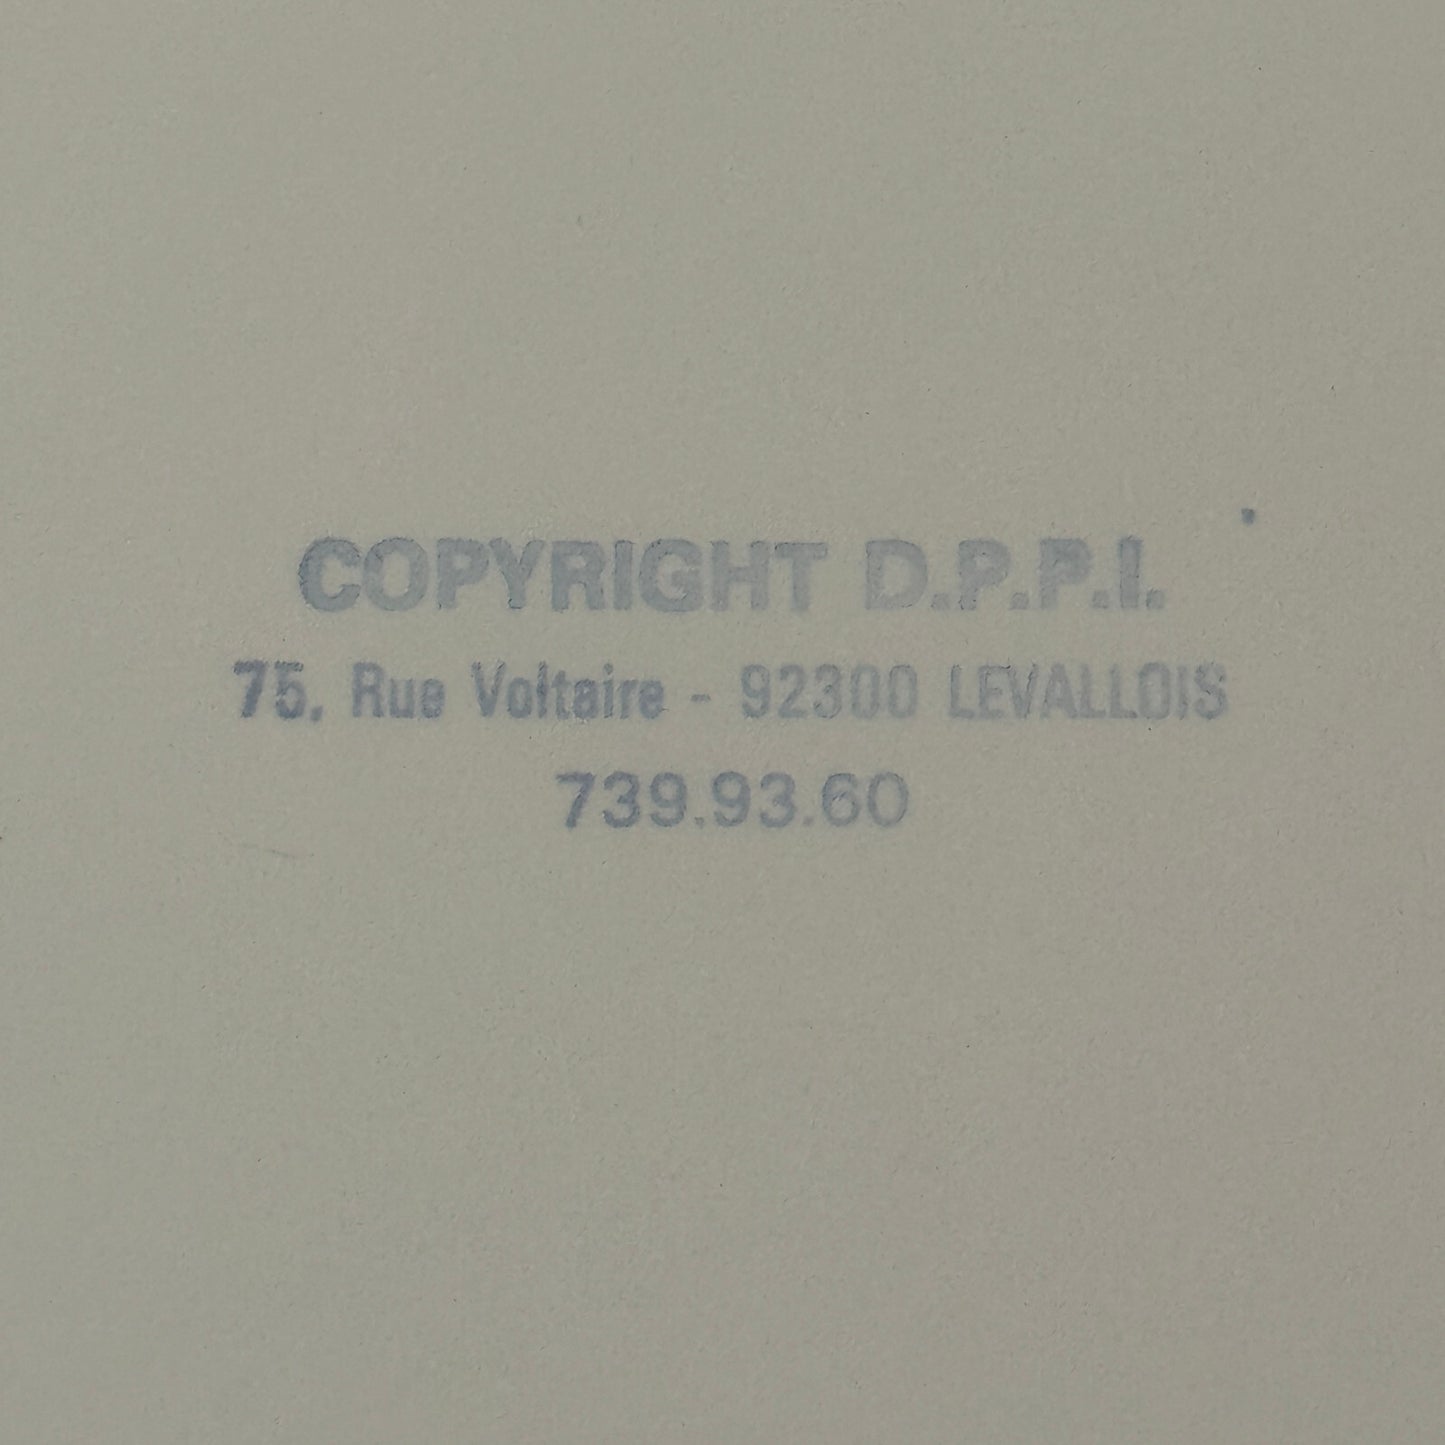 COPYRIGHT D.P.P.I.
75, Rue Voltaire - 92300 LEVALLOIS
739.93.60